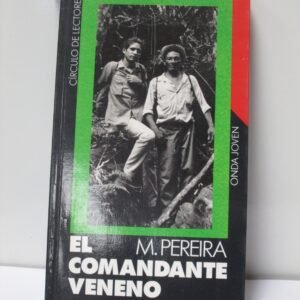 CÍRCULO DE LECTORES
ONDA JOVEN
EL M. PEREIRA
COMANDANTE
VENENO